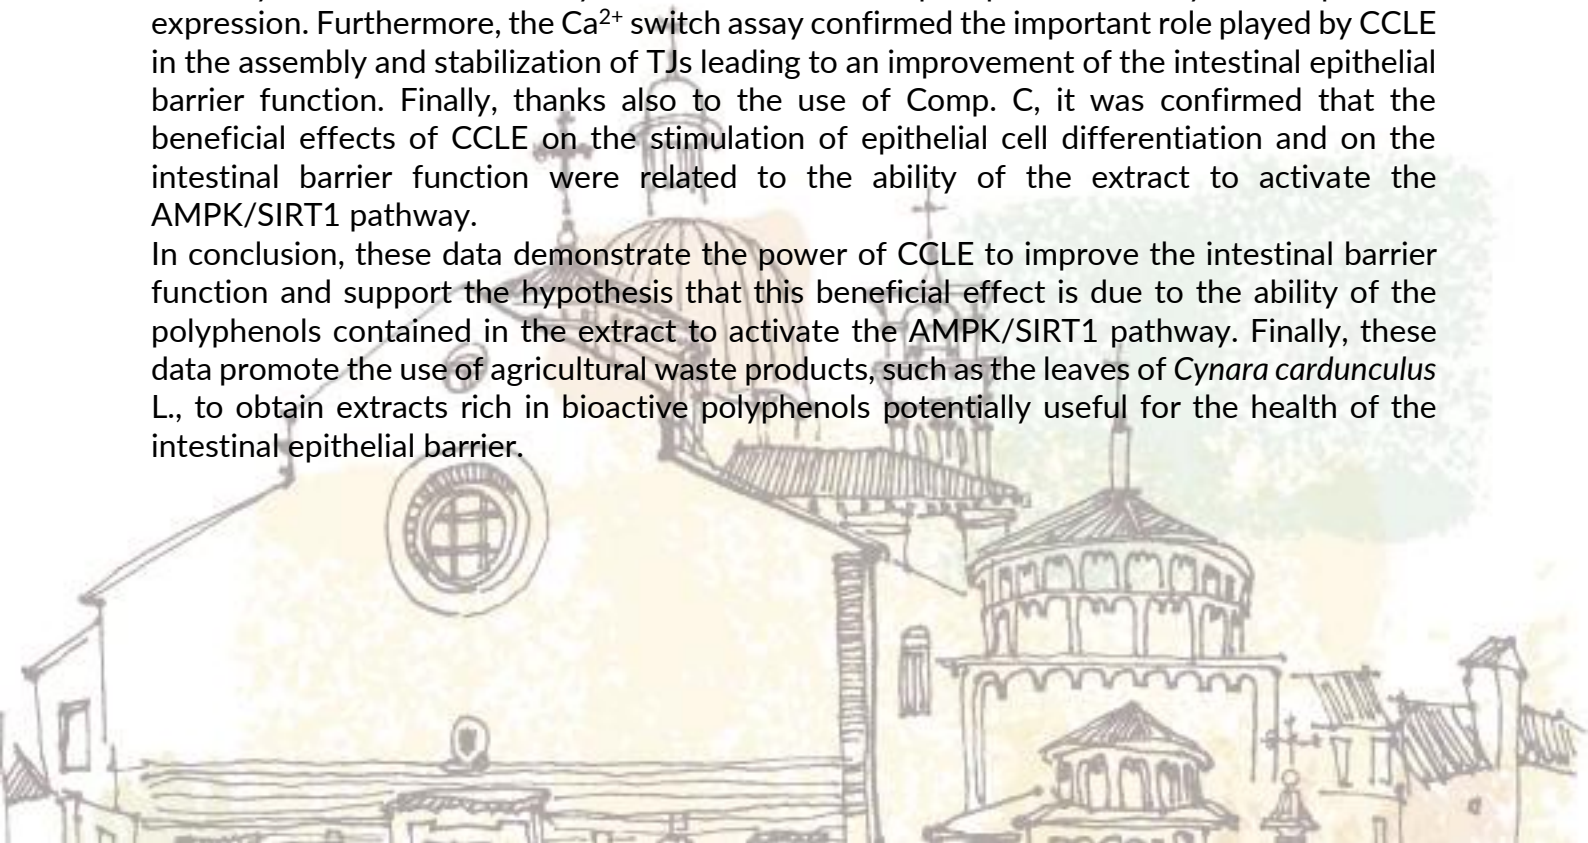 expression. Furthermore, the Ca²⁺ switch assay confirmed the important role played by CCLE
in the assembly and stabilization of TJs leading to an improvement of the intestinal epithelial
barrier function. Finally, thanks also to the use of Comp. C, it was confirmed that the
beneficial effects of CCLE on the stimulation of epithelial cell differentiation and on the
intestinal barrier function were related to the ability of the extract to activate the
AMPK/SIRT1 pathway.
In conclusion, these data demonstrate the power of CCLE to improve the intestinal barrier
function and support the hypothesis that this beneficial effect is due to the ability of the
polyphenols contained in the extract to activate the AMPK/SIRT1 pathway. Finally, these
data promote the use of agricultural waste products, such as the leaves of Cynara cardunculus
L., to obtain extracts rich in bioactive polyphenols potentially useful for the health of the
intestinal epithelial barrier.